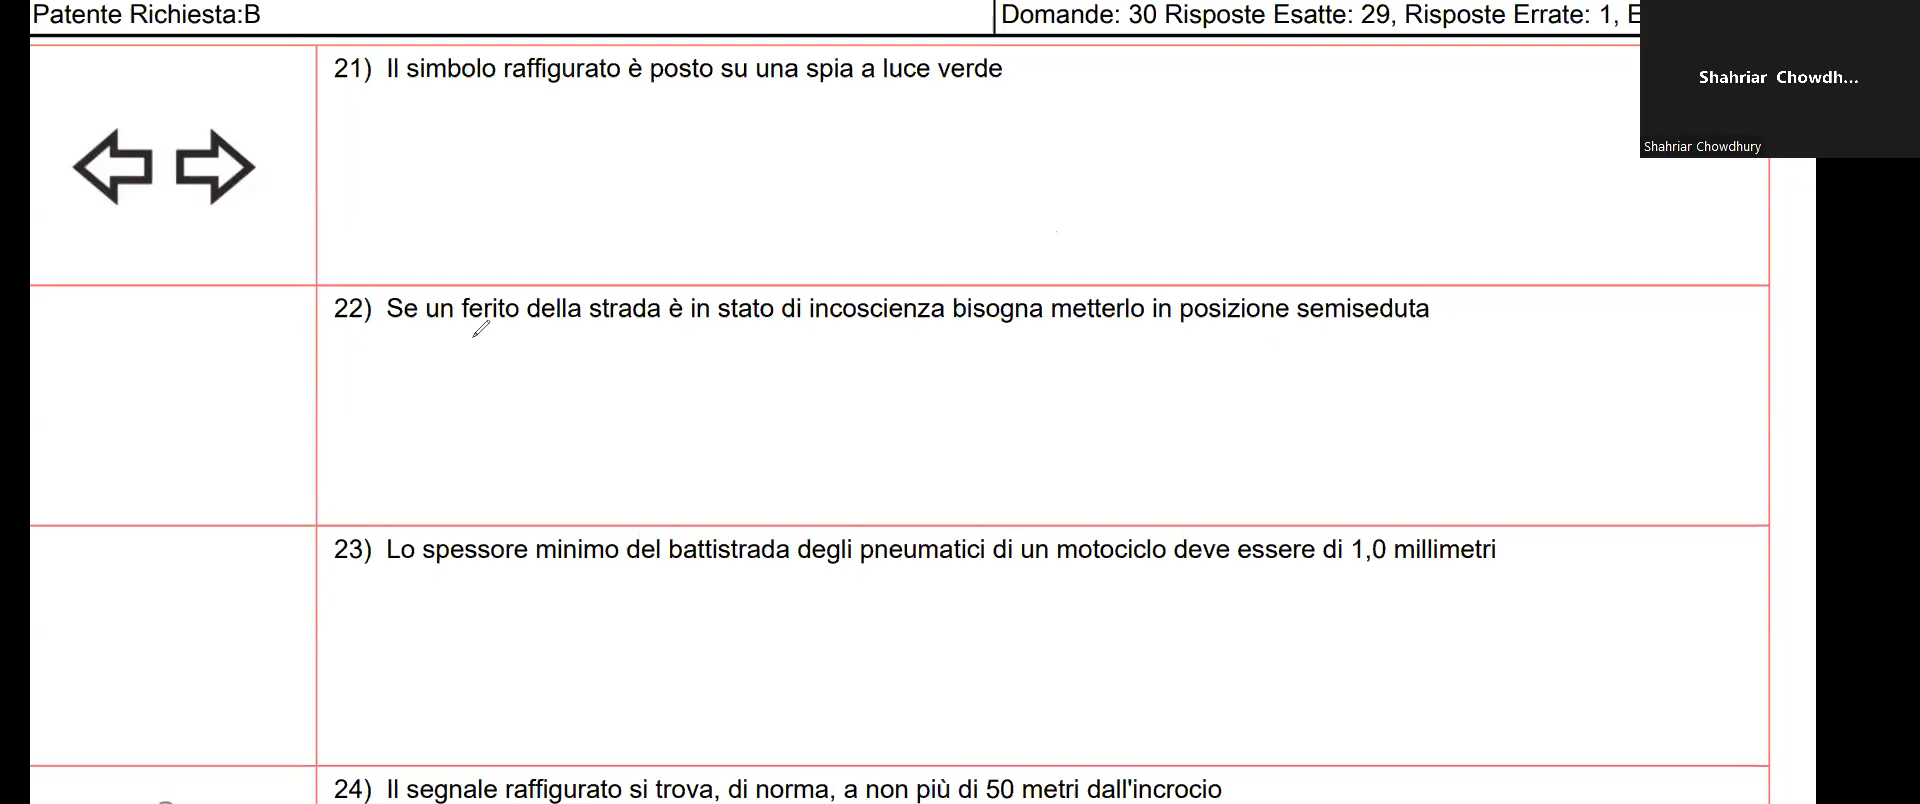 Patente Richiesta:B
Domande: 30 Risposte Esatte: 29, Risposte Errate: 1, E
Shahriar Chowdh...
Shahriar Chowdhury
21) Il simbolo raffigurato è posto su una spia a luce verde
22) Se un ferito della strada è in stato di incoscienza bisogna metterlo in posizione semiseduta
23) Lo spessore minimo del battistrada degli pneumatici di un motociclo deve essere di 1,0 millimetri
24) Il segnale raffigurato si trova, di norma, a non più di 50 metri dall'incrocio